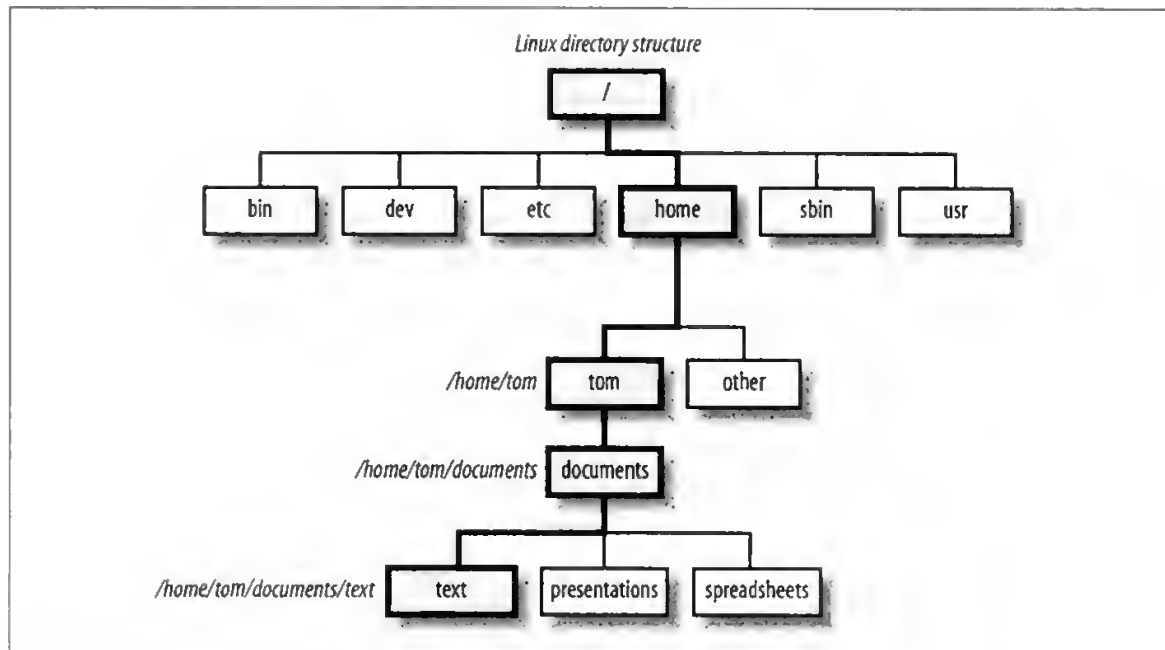 Linux directory structure
/
bin dev etc home sbin usr
/home/tom tom other
/home/tom/documents documents
/home/tom/documents/text text presentations spreadsheets